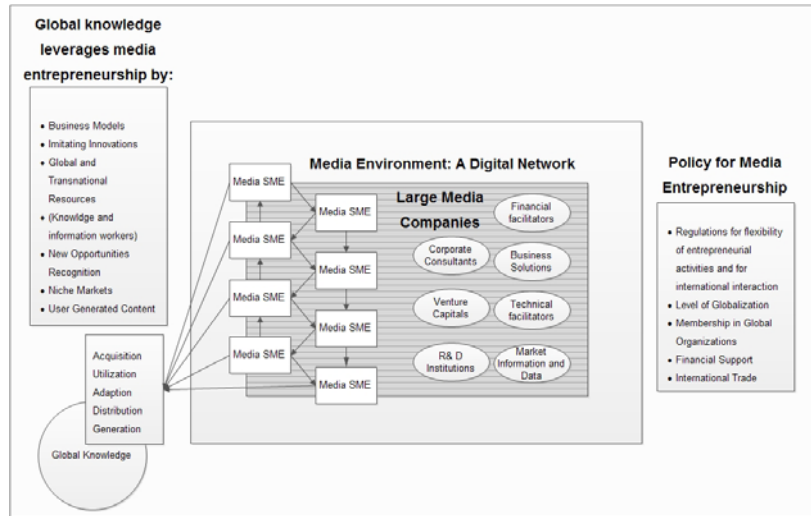 Global knowledge
leverages media
entrepreneurship by:
• Business Models
• Imitating Innovations
• Global and
Transnational
Resources
• (Knowldge and
information workers)
• New Opportunities
Recognition
• Niche Markets
• User Generated Content
Acquisition
Utilization
Adaption
Distribution
Generation
Global Knowledge
Media Environment: A Digital Network
Media SME
Media SME
Media SME
Media SME
Media SME
Media SME
Media SME
Media SME
Large Media
Companies
Financial
facilitators
Corporate
Consultants
Business
Solutions
Venture
Capitals
Technical
facilitators
R& D
Institutions
Market
Information and
Data
Policy for Media
Entrepreneurship
• Regulations for flexibility
of entrepreneurial
activities and for
international interaction
• Level of Globalization
• Membership in Global
Organizations
• Financial Support
• International Trade